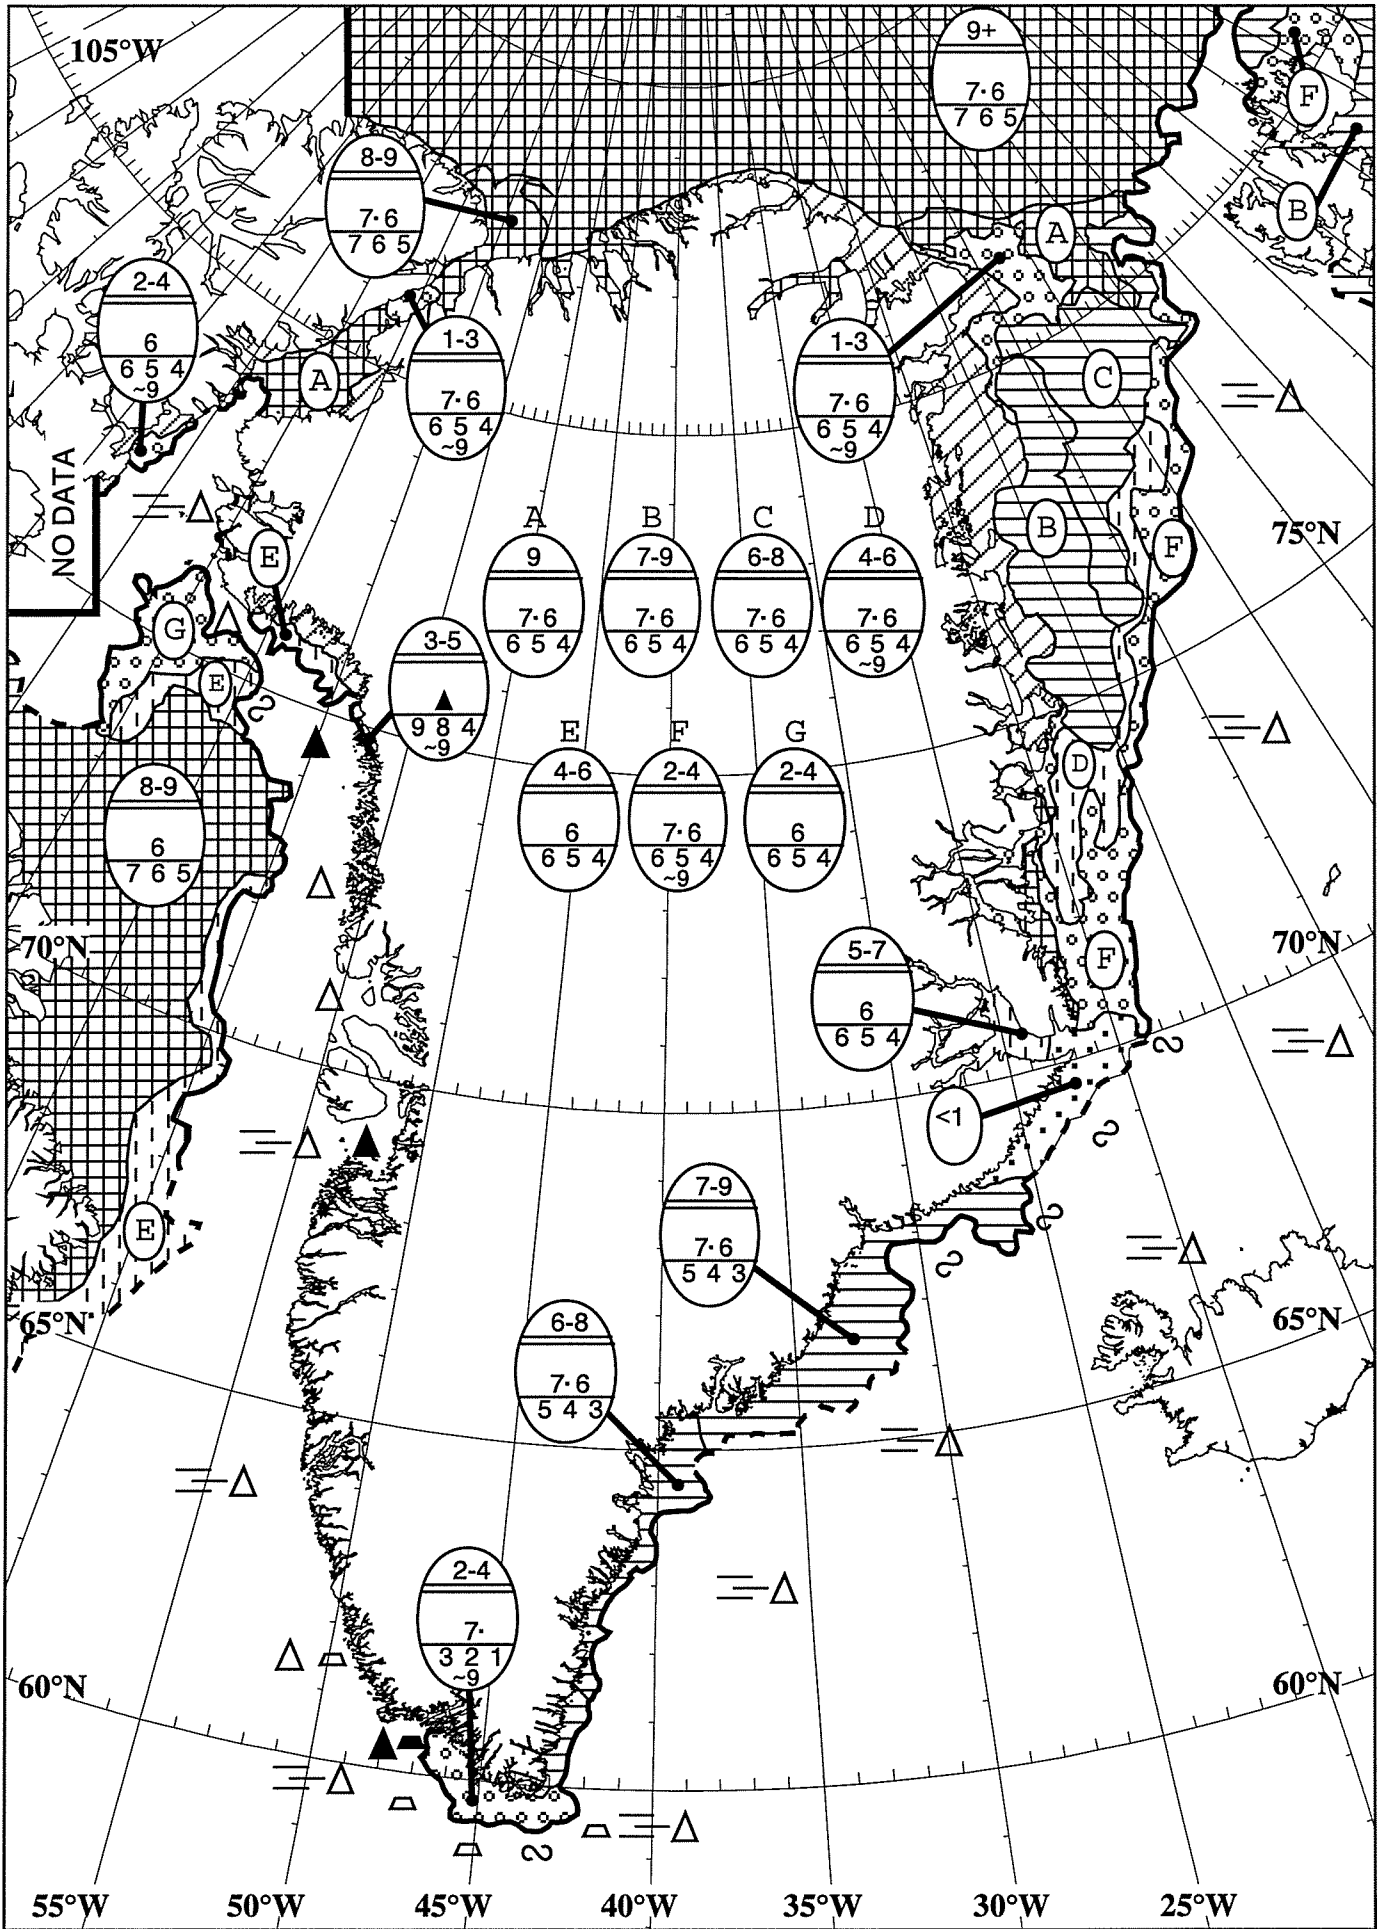 105°W
9+
7• 6
7 6 5
F
8-9
7• 6
7 6 5
B
A
2-4
6
6 5 4
~9
1-3
7• 6
6 5 4
~9
1-3
7• 6
6 5 4
~9
A
C
NO DATA
75°N
A B C D
9
7• 6
6 5 4
7-9
7• 6
6 5 4
6-8
7• 6
6 5 4
4-6
7• 6
6 5 4
~9
B
F
E
G
E
3-5
▲
9 8 4
~9
E F G
4-6
6
6 5 4
2-4
7• 6
6 5 4
~9
2-4
6
6 5 4
D
8-9
6
7 6 5
70°N
70°N
F
5-7
6
6 5 4
<1
E
7-9
7• 6
5 4 3
65°N
65°N
6-8
7• 6
5 4 3
2-4
7•
3 2 1
~9
60°N
60°N
55°W 50°W 45°W 40°W 35°W 30°W 25°W